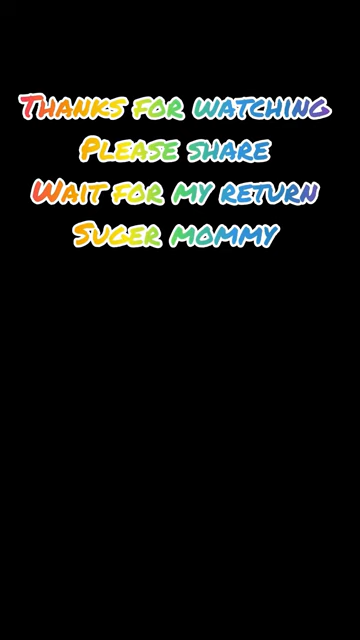 Thanks for watching
Please share
Wait for my return
Suger mommy